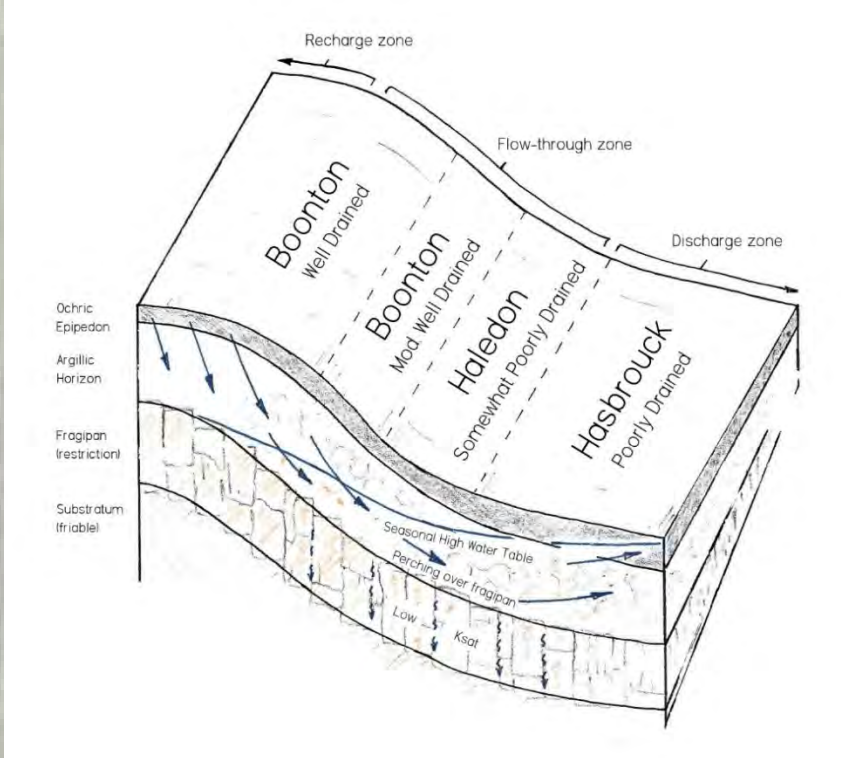 Recharge zone
Flow-through zone
Discharge zone
Boonton
Well Drained
Boonton
Mod. Well Drained
Haledon
Somewhat Poorly Drained
Hasbrouck
Poorly Drained
Ochric
Epipedon
Argillic
Horizon
Fragipan
(restriction)
Substratum
(friable)
Seasonal High Water Table
Perching over fragipan
Low Ksat